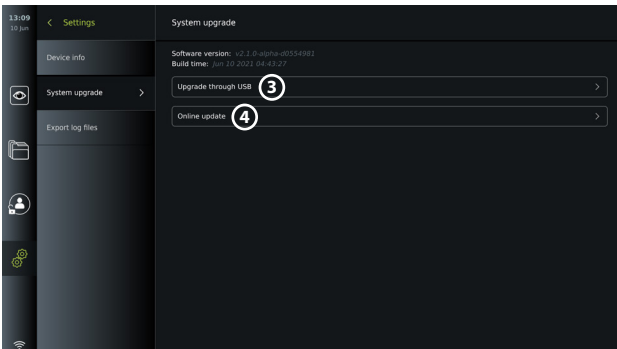 13:09
10 Jun
Settings
Device info
System upgrade
Export log files
System upgrade
Software version: v2.1.0-alpha-d0554981
Build time: Jun 10 2021 04:43:27
Upgrade through USB 3
Online update 4